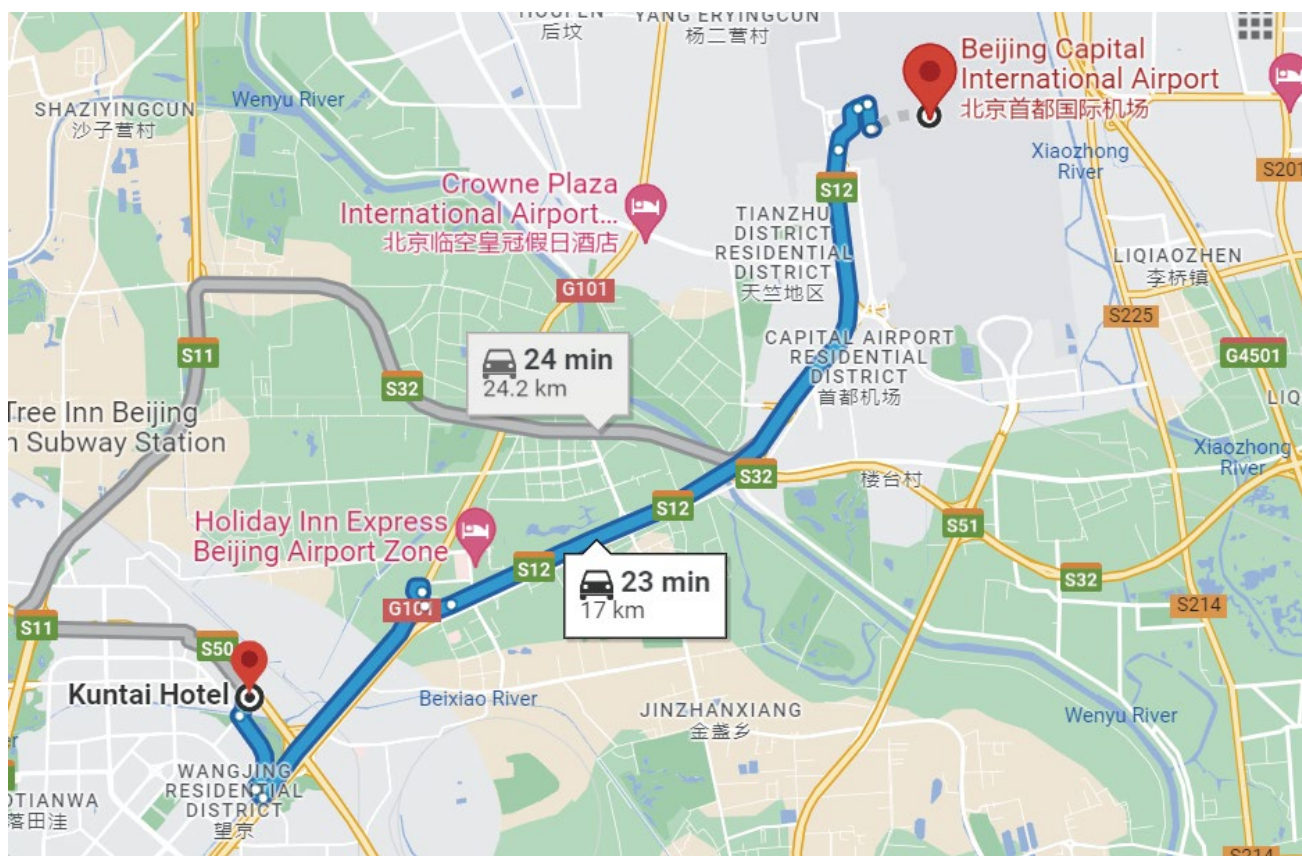 后坟
YANG ERYINGCUN
杨二营村
Beijing Capital
International Airport
北京首都国际机场
SHAZIYINGCUN
沙子营村
Wenyu River
Xiaozhong
River
S201
Crowne Plaza
International Airport...
北京临空皇冠假日酒店
S12
TIANZHU
DISTRICT
RESIDENTIAL
DISTRICT
天竺地区
LIQIAOZHEN
李桥镇
G101
S225
S11
24 min
24.2 km
CAPITAL AIRPORT
RESIDENTIAL
DISTRICT
首都机场
G4501
S32
LIQ
Tree Inn Beijing
n Subway Station
Xiaozhong
River
S32
楼台村
S12
Holiday Inn Express
Beijing Airport Zone
S51
S12
23 min
17 km
S32
G101
S214
S11
S50
Kuntai Hotel
Beixiao River
JINZHANXIANG
金盏乡
Wenyu River
WANGJING
RESIDENTIAL
DISTRICT
望京
OTIANWA
落田洼
S214